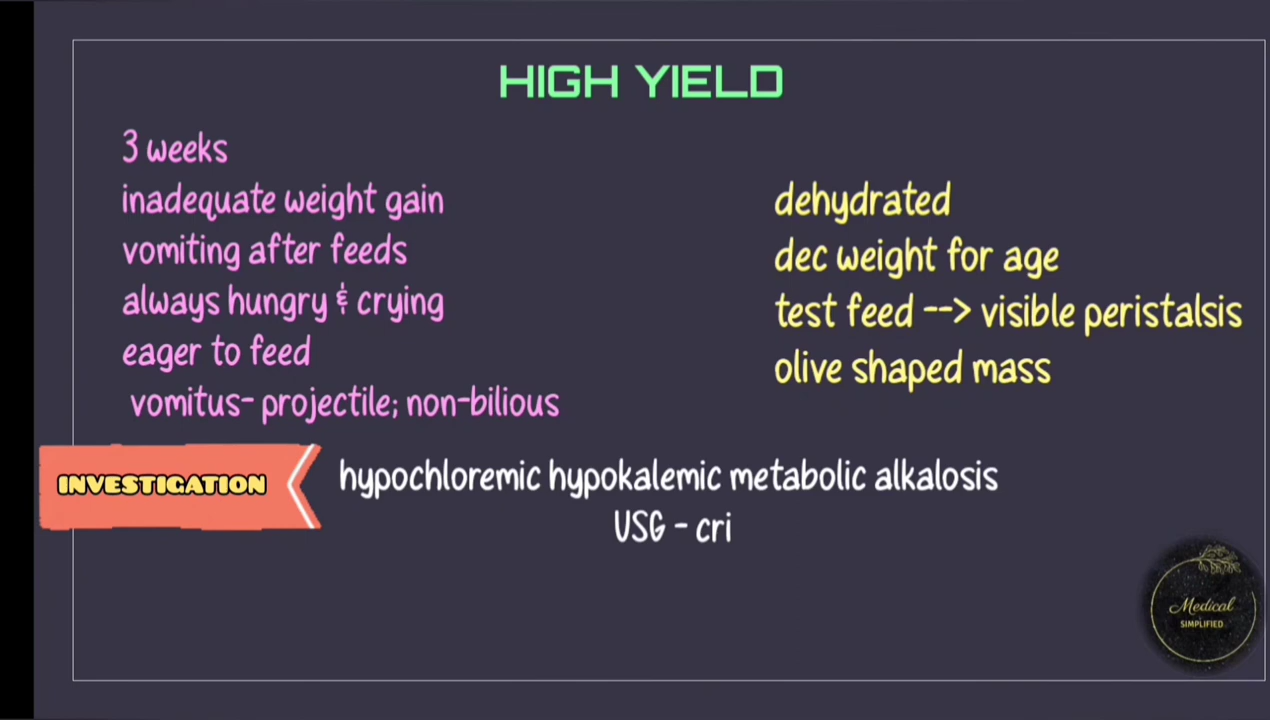 HIGH YIELD
3 weeks
inadequate weight gain
vomiting after feeds
always hungry & crying
eager to feed
vomitus- projectile; non-bilious
dehydrated
dec weight for age
test feed --> visible peristalsis
olive shaped mass
INVESTIGATION
hypochloremic hypokalemic metabolic alkalosis
USG - cri
Medical
SIMPLIFIED